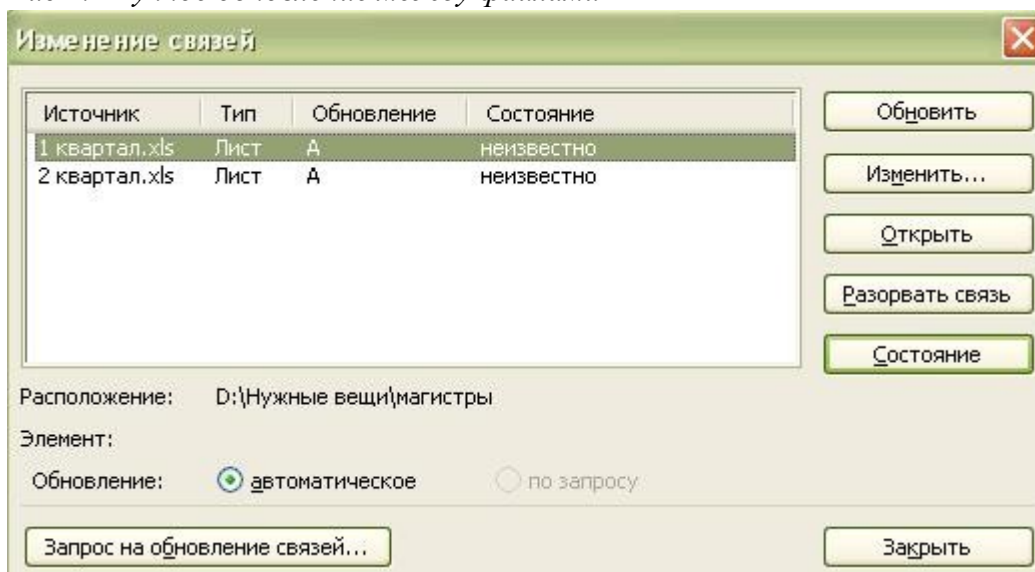 Изменение связей
Источник Тип Обновление Состояние
1 квартал.xls Лист А неизвестно
2 квартал.xls Лист А неизвестно
Обновить
Изменить...
Открыть
Разорвать связь
Состояние
Расположение: D:\Нужные вещи\магистры
Элемент:
Обновление: автоматическое по запросу
Запрос на обновление связей...
Закрыть